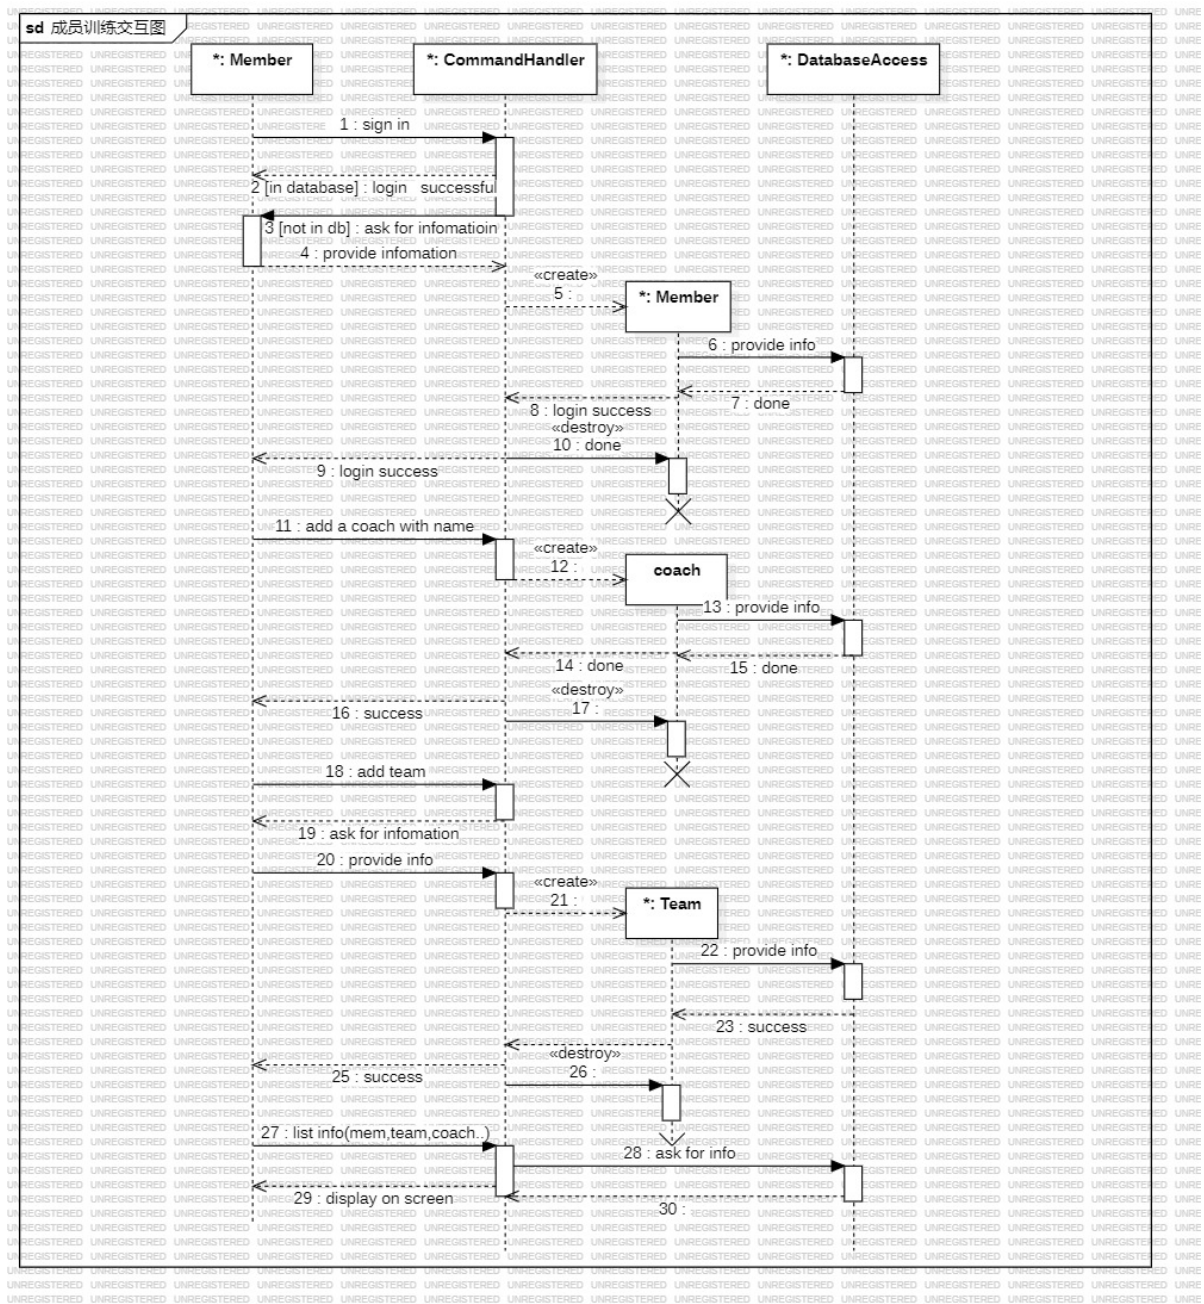 sd 成员训练交互图
*: Member
*: CommandHandler
*: DatabaseAccess
1 : sign in
2 [in database] : login   successful
3 [not in db] : ask for infomatioin
4 : provide infomation
«create»
5 :
*: Member
6 : provide info
7 : done
8 : login success
«destroy»
10 : done
9 : login success
11 : add a coach with name
«create»
12 :
coach
13 : provide info
14 : done
15 : done
«destroy»
17 :
16 : success
18 : add team
19 : ask for infomation
20 : provide info
«create»
21 :
*: Team
22 : provide info
23 : success
«destroy»
26 :
25 : success
27 : list info(mem,team,coach..)
28 : ask for info
29 : display on screen
30 :
UNREGISTERED